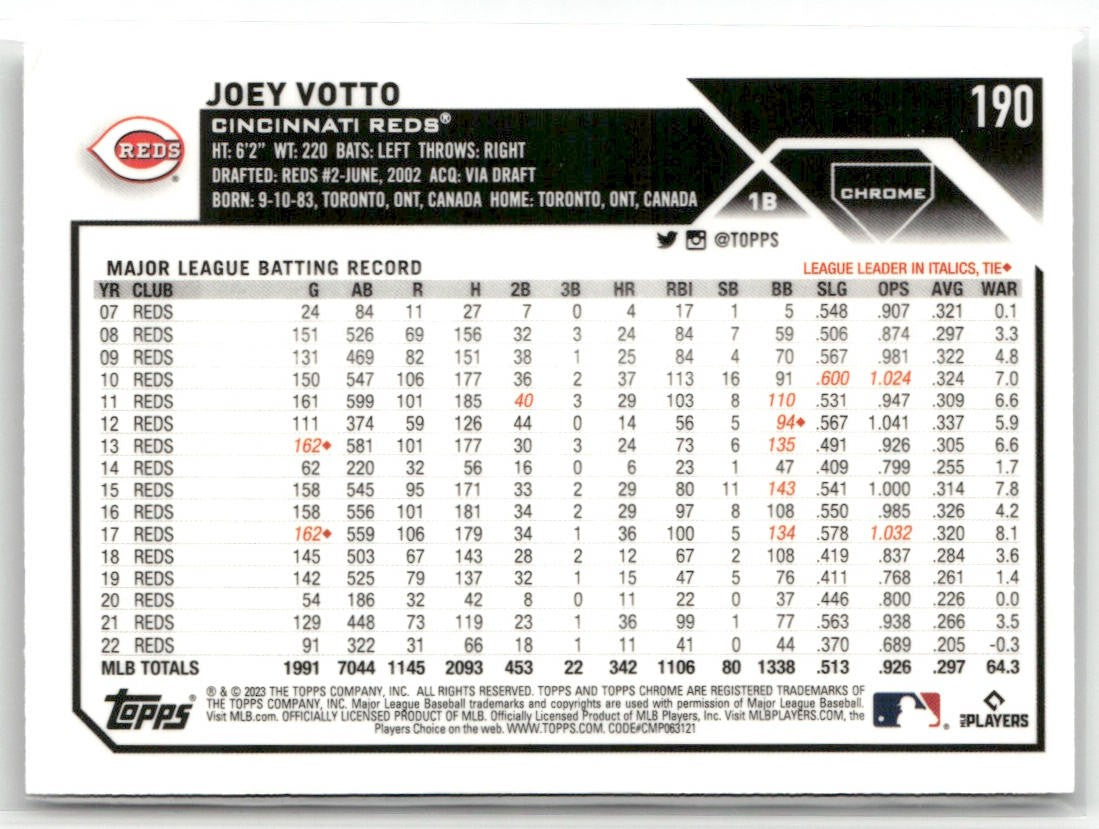 JOEY VOTTO
190
CINCINNATI REDS®
REDS
HT: 6'2" WT: 220 BATS: LEFT THROWS: RIGHT
DRAFTED: REDS #2-JUNE, 2002 ACQ: VIA DRAFT
BORN: 9-10-83, TORONTO, ONT, CANADA HOME: TORONTO, ONT, CANADA
1B
CHROME
@TOPPS
MAJOR LEAGUE BATTING RECORD
LEAGUE LEADER IN ITALICS, TIE◆
YR CLUB G AB R H 2B 3B HR RBI SB BB SLG OPS AVG WAR
07 REDS 24 84 11 27 7 0 4 17 1 5 .548 .907 .321 0.1
08 REDS 151 526 69 156 32 3 24 84 7 59 .506 .874 .297 3.3
09 REDS 131 469 82 151 38 1 25 84 4 70 .567 .981 .322 4.8
10 REDS 150 547 106 177 36 2 37 113 16 91 .600 1.024 .324 7.0
11 REDS 161 599 101 185 40 3 29 103 8 110 .531 .947 .309 6.6
12 REDS 111 374 59 126 44 0 14 56 5 94◆ .567 1.041 .337 5.9
13 REDS 162◆ 581 101 177 30 3 24 73 6 135 .491 .926 .305 6.6
14 REDS 62 220 32 56 16 0 6 23 1 47 .409 .799 .255 1.7
15 REDS 158 545 95 171 33 2 29 80 11 143 .541 1.000 .314 7.8
16 REDS 158 556 101 181 34 2 29 97 8 108 .550 .985 .326 4.2
17 REDS 162◆ 559 106 179 34 1 36 100 5 134 .578 1.032 .320 8.1
18 REDS 145 503 67 143 28 2 12 67 2 108 .419 .837 .284 3.6
19 REDS 142 525 79 137 32 1 15 47 5 76 .411 .768 .261 1.4
20 REDS 54 186 32 42 8 0 11 22 0 37 .446 .800 .226 0.0
21 REDS 129 448 73 119 23 1 36 99 1 77 .563 .938 .266 3.5
22 REDS 91 322 31 66 18 1 11 41 0 44 .370 .689 .205 -0.3
MLB TOTALS 1991 7044 1145 2093 453 22 342 1106 80 1338 .513 .926 .297 64.3
Topps®
® & © 2023 THE TOPPS COMPANY, INC. ALL RIGHTS RESERVED. TOPPS AND TOPPS CHROME ARE REGISTERED TRADEMARKS OF
THE TOPPS COMPANY, INC. Major League Baseball trademarks and copyrights are used with permission of Major League Baseball.
Visit MLB.com. OFFICIALLY LICENSED PRODUCT OF MLB. Officially Licensed Product of MLB Players, Inc. Visit MLBPLAYERS.COM, the
Players Choice on the web. WWW.TOPPS.COM. CODE#CMP063121
MLB PLAYERS